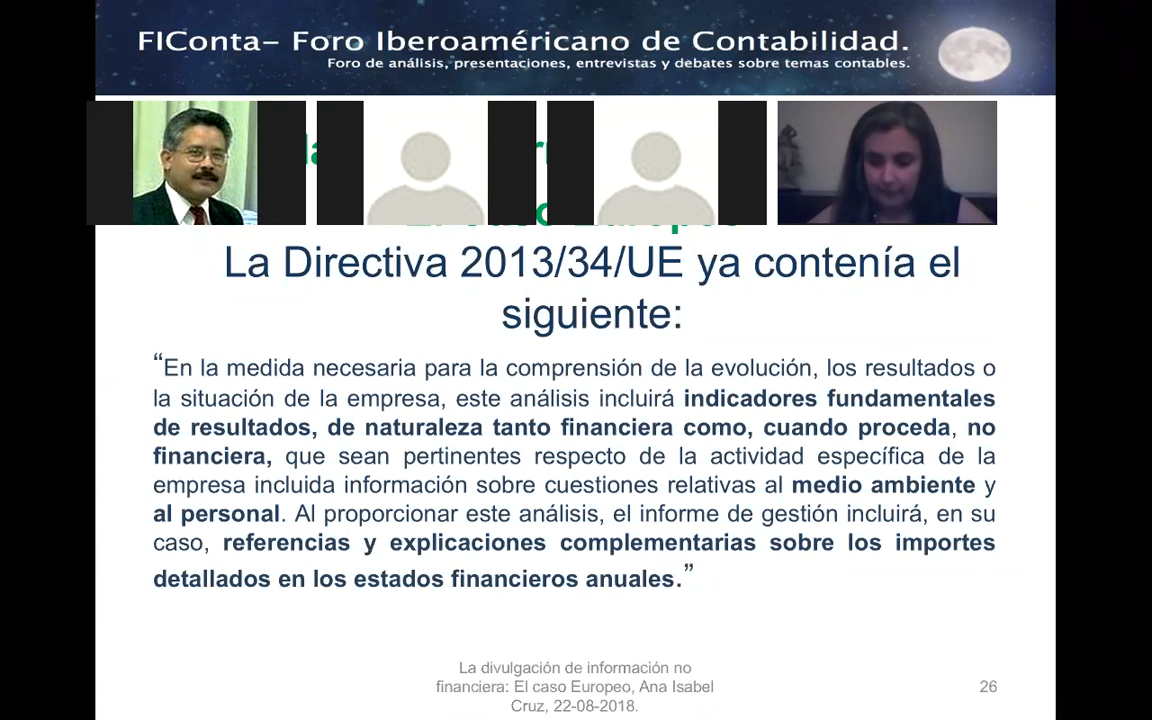 FIConta– Foro Iberoaméricano de Contabilidad.
Foro de análisis, presentaciones, entrevistas y debates sobre temas contables.
La Directiva 2013/34/UE ya contenía el
siguiente:
“En la medida necesaria para la comprensión de la evolución, los resultados o
la situación de la empresa, este análisis incluirá indicadores fundamentales
de resultados, de naturaleza tanto financiera como, cuando proceda, no
financiera, que sean pertinentes respecto de la actividad específica de la
empresa incluida información sobre cuestiones relativas al medio ambiente y
al personal. Al proporcionar este análisis, el informe de gestión incluirá, en su
caso, referencias y explicaciones complementarias sobre los importes
detallados en los estados financieros anuales.”
La divulgación de información no
financiera: El caso Europeo, Ana Isabel
Cruz, 22-08-2018.
26